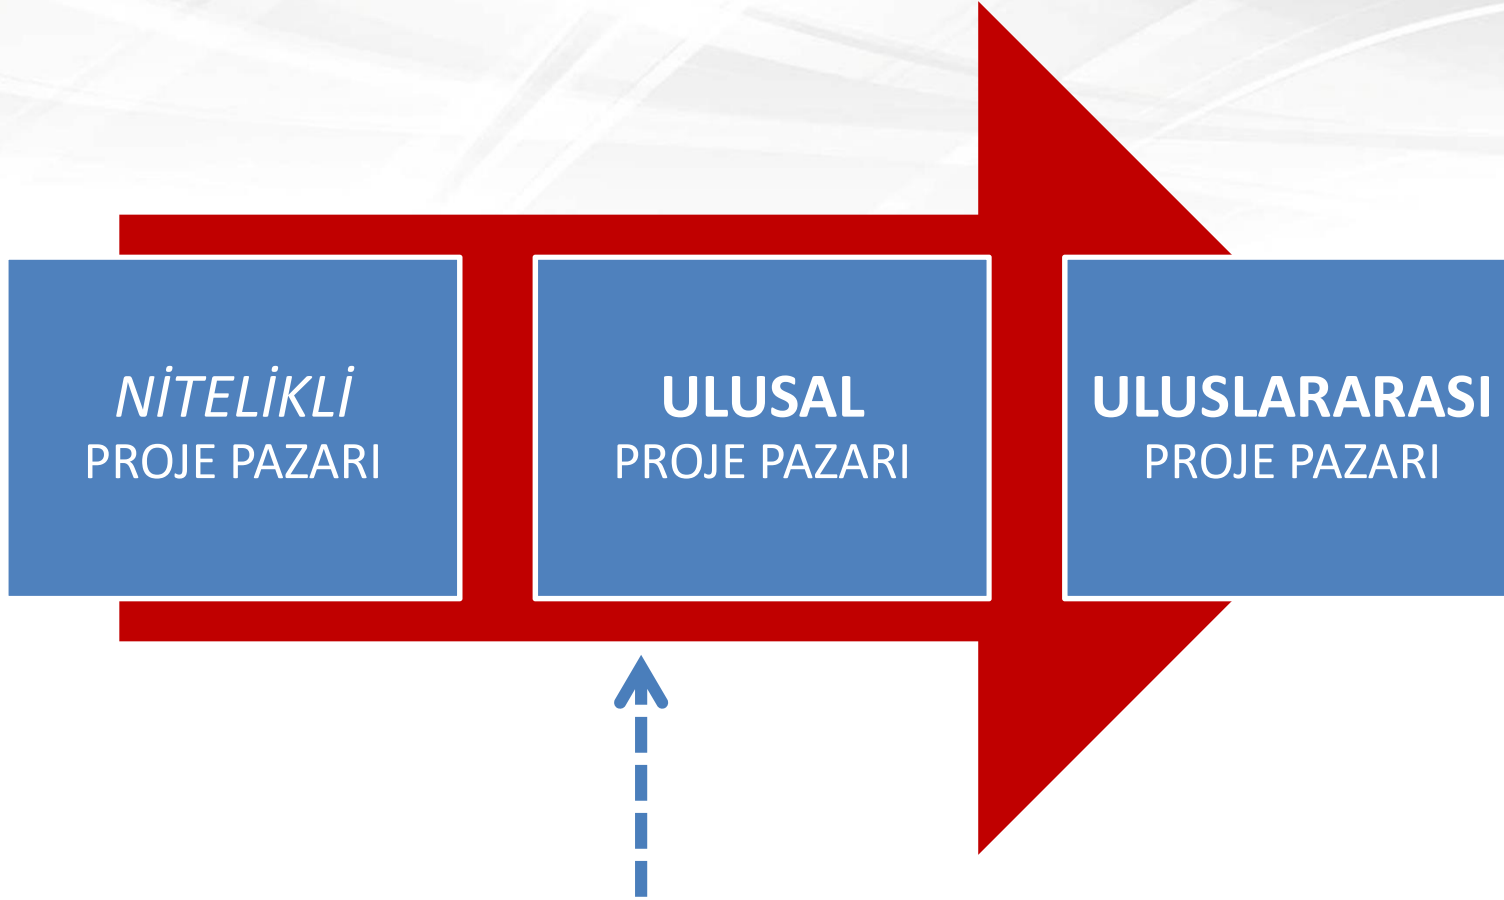 NİTELİKLİ
PROJE PAZARI
ULUSAL
PROJE PAZARI
ULUSLARARASI
PROJE PAZARI